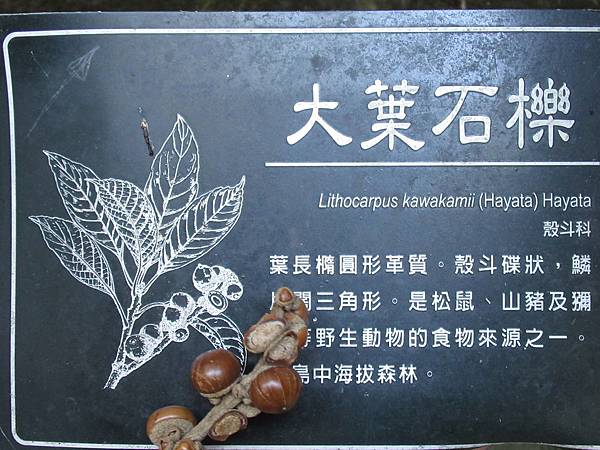 大葉石櫟
Lithocarpus kawakamii (Hayata) Hayata
殼斗科
葉長橢圓形革質。殼斗碟狀,鱗
三角形。是松鼠、山豬及獼
等野生動物的食物來源之一。
島中海拔森林。